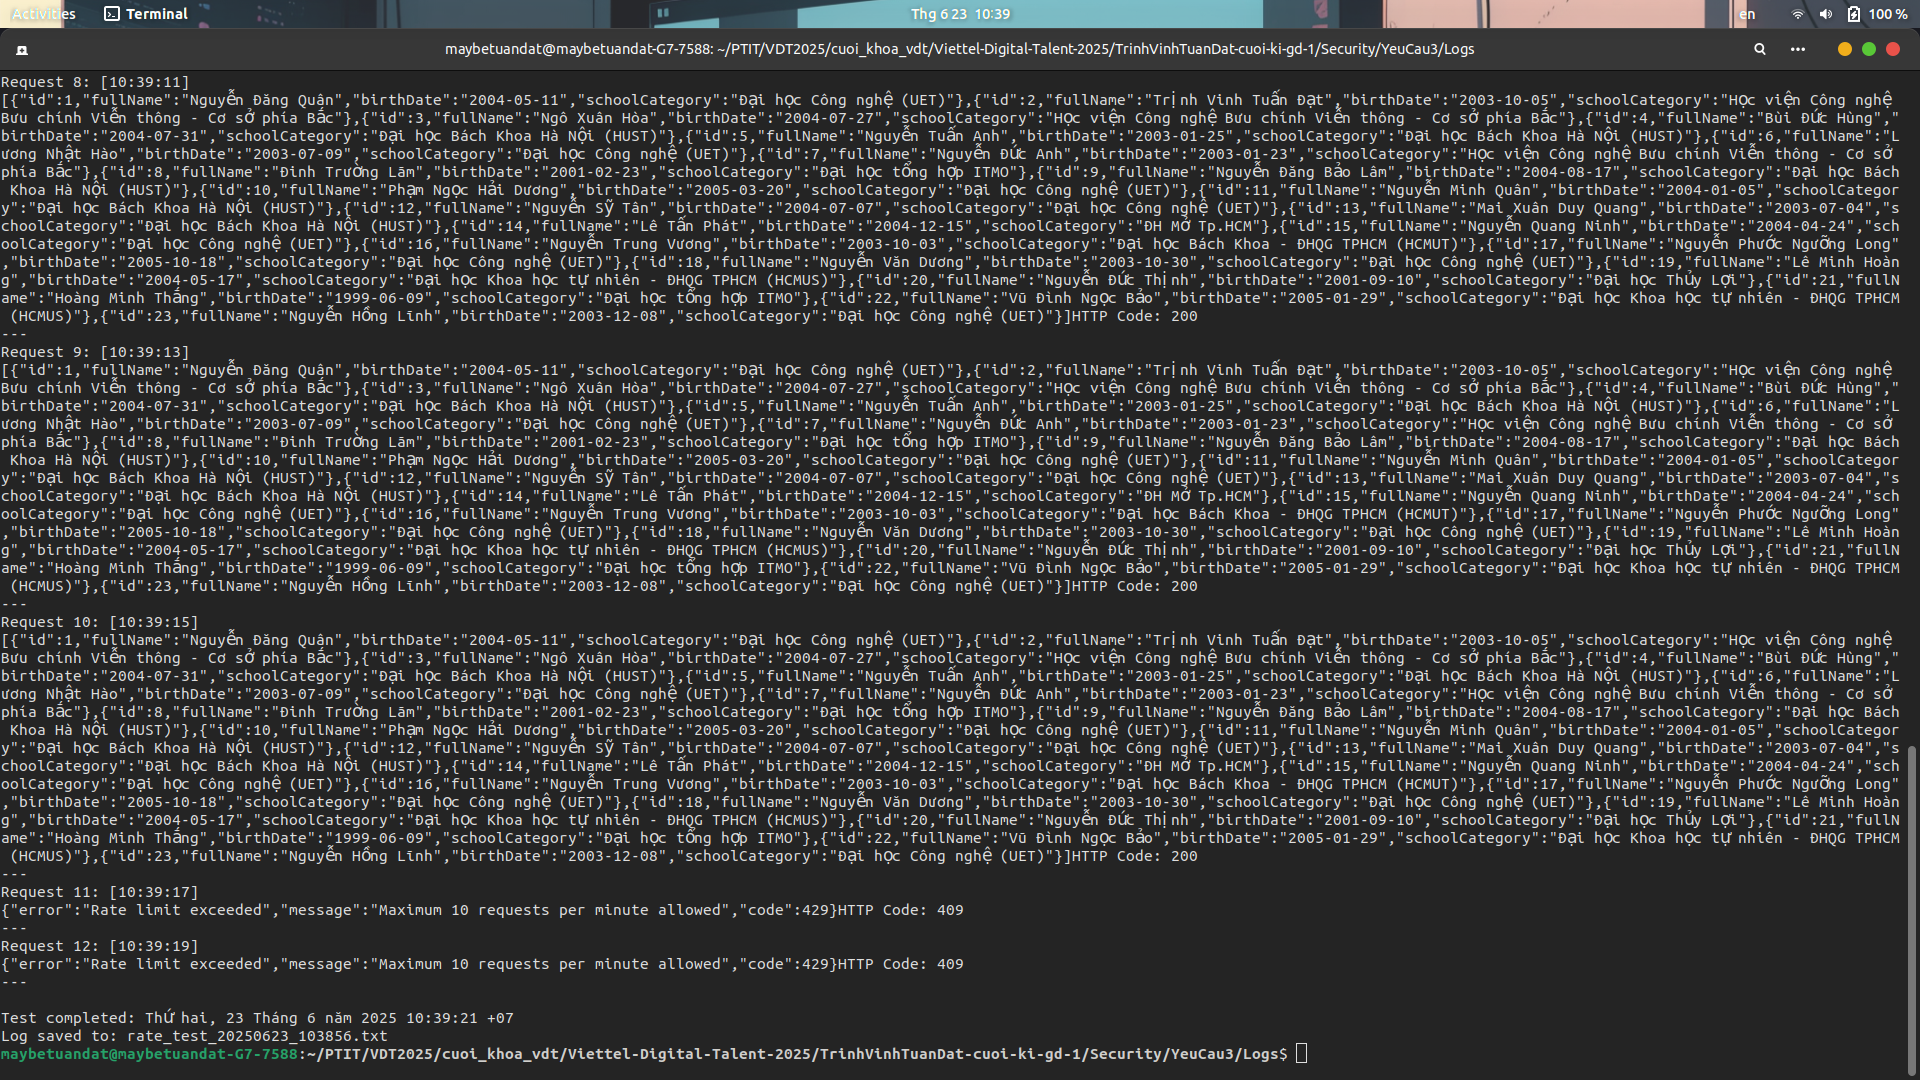 Activities
Terminal
Thg 6 23 10:39
en
100 %
maybetuandat@maybetuandat-G7-7588: ~/PTIT/VDT2025/cuoi_khoa_vdt/Viettel-Digital-Talent-2025/TrinhVinhTuanDat-cuoi-ki-gd-1/Security/YeuCau3/Logs
Request 8: [10:39:11]
[{"id":1,"fullName":"Nguyễn Đăng Quân","birthDate":"2004-05-11","schoolCategory":"Đại học Công nghệ (UET)"},{"id":2,"fullName":"Trịnh Vinh Tuấn Đạt","birthDate":"2003-10-05","schoolCategory":"Học viện Công nghệ
Bưu chính Viễn thông - Cơ sở phía Bắc"},{"id":3,"fullName":"Ngô Xuân Hòa","birthDate":"2004-07-27","schoolCategory":"Học viện Công nghệ Bưu chính Viễn thông - Cơ sở phía Bắc"},{"id":4,"fullName":"Bùi Đức Hùng","
birthDate":"2004-07-31","schoolCategory":"Đại học Bách Khoa Hà Nội (HUST)"},{"id":5,"fullName":"Nguyễn Tuấn Anh","birthDate":"2003-01-25","schoolCategory":"Đại học Bách Khoa Hà Nội (HUST)"},{"id":6,"fullName":"L
ương Nhật Hào","birthDate":"2003-07-09","schoolCategory":"Đại học Công nghệ (UET)"},{"id":7,"fullName":"Nguyễn Đức Anh","birthDate":"2003-01-23","schoolCategory":"Học viện Công nghệ Bưu chính Viễn thông - Cơ sở
phía Bắc"},{"id":8,"fullName":"Đinh Trường Lãm","birthDate":"2001-02-23","schoolCategory":"Đại học tổng hợp ITMO"},{"id":9,"fullName":"Nguyễn Đăng Bảo Lâm","birthDate":"2004-08-17","schoolCategory":"Đại học Bách
 Khoa Hà Nội (HUST)"},{"id":10,"fullName":"Phạm Ngọc Hải Dương","birthDate":"2005-03-20","schoolCategory":"Đại học Công nghệ (UET)"},{"id":11,"fullName":"Nguyễn Minh Quân","birthDate":"2004-01-05","schoolCategor
y":"Đại học Bách Khoa Hà Nội (HUST)"},{"id":12,"fullName":"Nguyễn Sỹ Tân","birthDate":"2004-07-07","schoolCategory":"Đại học Công nghệ (UET)"},{"id":13,"fullName":"Mai Xuân Duy Quang","birthDate":"2003-07-04","s
choolCategory":"Đại học Bách Khoa Hà Nội (HUST)"},{"id":14,"fullName":"Lê Tấn Phát","birthDate":"2004-12-15","schoolCategory":"ĐH Mở Tp.HCM"},{"id":15,"fullName":"Nguyễn Quang Ninh","birthDate":"2004-04-24","sch
oolCategory":"Đại học Công nghệ (UET)"},{"id":16,"fullName":"Nguyễn Trung Vương","birthDate":"2003-10-03","schoolCategory":"Đại học Bách Khoa - ĐHQG TPHCM (HCMUT)"},{"id":17,"fullName":"Nguyễn Phước Ngưỡng Long"
,"birthDate":"2005-10-18","schoolCategory":"Đại học Công nghệ (UET)"},{"id":18,"fullName":"Nguyễn Văn Dương","birthDate":"2003-10-30","schoolCategory":"Đại học Công nghệ (UET)"},{"id":19,"fullName":"Lê Minh Hoàn
g","birthDate":"2004-05-17","schoolCategory":"Đại học Khoa học tự nhiên - ĐHQG TPHCM (HCMUS)"},{"id":20,"fullName":"Nguyễn Đức Thịnh","birthDate":"2001-09-10","schoolCategory":"Đại học Thủy Lợi"},{"id":21,"fullN
ame":"Hoàng Minh Thắng","birthDate":"1999-06-09","schoolCategory":"Đại học tổng hợp ITMO"},{"id":22,"fullName":"Vũ Đình Ngọc Bảo","birthDate":"2005-01-29","schoolCategory":"Đại học Khoa học tự nhiên - ĐHQG TPHCM
 (HCMUS)"},{"id":23,"fullName":"Nguyễn Hồng Lĩnh","birthDate":"2003-12-08","schoolCategory":"Đại học Công nghệ (UET)"}]HTTP Code: 200
---
Request 9: [10:39:13]
[{"id":1,"fullName":"Nguyễn Đăng Quân","birthDate":"2004-05-11","schoolCategory":"Đại học Công nghệ (UET)"},{"id":2,"fullName":"Trịnh Vinh Tuấn Đạt","birthDate":"2003-10-05","schoolCategory":"Học viện Công nghệ
Bưu chính Viễn thông - Cơ sở phía Bắc"},{"id":3,"fullName":"Ngô Xuân Hòa","birthDate":"2004-07-27","schoolCategory":"Học viện Công nghệ Bưu chính Viễn thông - Cơ sở phía Bắc"},{"id":4,"fullName":"Bùi Đức Hùng","
birthDate":"2004-07-31","schoolCategory":"Đại học Bách Khoa Hà Nội (HUST)"},{"id":5,"fullName":"Nguyễn Tuấn Anh","birthDate":"2003-01-25","schoolCategory":"Đại học Bách Khoa Hà Nội (HUST)"},{"id":6,"fullName":"L
ương Nhật Hào","birthDate":"2003-07-09","schoolCategory":"Đại học Công nghệ (UET)"},{"id":7,"fullName":"Nguyễn Đức Anh","birthDate":"2003-01-23","schoolCategory":"Học viện Công nghệ Bưu chính Viễn thông - Cơ sở
phía Bắc"},{"id":8,"fullName":"Đinh Trường Lãm","birthDate":"2001-02-23","schoolCategory":"Đại học tổng hợp ITMO"},{"id":9,"fullName":"Nguyễn Đăng Bảo Lâm","birthDate":"2004-08-17","schoolCategory":"Đại học Bách
 Khoa Hà Nội (HUST)"},{"id":10,"fullName":"Phạm Ngọc Hải Dương","birthDate":"2005-03-20","schoolCategory":"Đại học Công nghệ (UET)"},{"id":11,"fullName":"Nguyễn Minh Quân","birthDate":"2004-01-05","schoolCategor
y":"Đại học Bách Khoa Hà Nội (HUST)"},{"id":12,"fullName":"Nguyễn Sỹ Tân","birthDate":"2004-07-07","schoolCategory":"Đại học Công nghệ (UET)"},{"id":13,"fullName":"Mai Xuân Duy Quang","birthDate":"2003-07-04","s
choolCategory":"Đại học Bách Khoa Hà Nội (HUST)"},{"id":14,"fullName":"Lê Tấn Phát","birthDate":"2004-12-15","schoolCategory":"ĐH Mở Tp.HCM"},{"id":15,"fullName":"Nguyễn Quang Ninh","birthDate":"2004-04-24","sch
oolCategory":"Đại học Công nghệ (UET)"},{"id":16,"fullName":"Nguyễn Trung Vương","birthDate":"2003-10-03","schoolCategory":"Đại học Bách Khoa - ĐHQG TPHCM (HCMUT)"},{"id":17,"fullName":"Nguyễn Phước Ngưỡng Long"
,"birthDate":"2005-10-18","schoolCategory":"Đại học Công nghệ (UET)"},{"id":18,"fullName":"Nguyễn Văn Dương","birthDate":"2003-10-30","schoolCategory":"Đại học Công nghệ (UET)"},{"id":19,"fullName":"Lê Minh Hoàn
g","birthDate":"2004-05-17","schoolCategory":"Đại học Khoa học tự nhiên - ĐHQG TPHCM (HCMUS)"},{"id":20,"fullName":"Nguyễn Đức Thịnh","birthDate":"2001-09-10","schoolCategory":"Đại học Thủy Lợi"},{"id":21,"fullN
ame":"Hoàng Minh Thắng","birthDate":"1999-06-09","schoolCategory":"Đại học tổng hợp ITMO"},{"id":22,"fullName":"Vũ Đình Ngọc Bảo","birthDate":"2005-01-29","schoolCategory":"Đại học Khoa học tự nhiên - ĐHQG TPHCM
 (HCMUS)"},{"id":23,"fullName":"Nguyễn Hồng Lĩnh","birthDate":"2003-12-08","schoolCategory":"Đại học Công nghệ (UET)"}]HTTP Code: 200
---
Request 10: [10:39:15]
[{"id":1,"fullName":"Nguyễn Đăng Quân","birthDate":"2004-05-11","schoolCategory":"Đại học Công nghệ (UET)"},{"id":2,"fullName":"Trịnh Vinh Tuấn Đạt","birthDate":"2003-10-05","schoolCategory":"Học viện Công nghệ
Bưu chính Viễn thông - Cơ sở phía Bắc"},{"id":3,"fullName":"Ngô Xuân Hòa","birthDate":"2004-07-27","schoolCategory":"Học viện Công nghệ Bưu chính Viễn thông - Cơ sở phía Bắc"},{"id":4,"fullName":"Bùi Đức Hùng","
birthDate":"2004-07-31","schoolCategory":"Đại học Bách Khoa Hà Nội (HUST)"},{"id":5,"fullName":"Nguyễn Tuấn Anh","birthDate":"2003-01-25","schoolCategory":"Đại học Bách Khoa Hà Nội (HUST)"},{"id":6,"fullName":"L
ương Nhật Hào","birthDate":"2003-07-09","schoolCategory":"Đại học Công nghệ (UET)"},{"id":7,"fullName":"Nguyễn Đức Anh","birthDate":"2003-01-23","schoolCategory":"Học viện Công nghệ Bưu chính Viễn thông - Cơ sở
phía Bắc"},{"id":8,"fullName":"Đinh Trường Lãm","birthDate":"2001-02-23","schoolCategory":"Đại học tổng hợp ITMO"},{"id":9,"fullName":"Nguyễn Đăng Bảo Lâm","birthDate":"2004-08-17","schoolCategory":"Đại học Bách
 Khoa Hà Nội (HUST)"},{"id":10,"fullName":"Phạm Ngọc Hải Dương","birthDate":"2005-03-20","schoolCategory":"Đại học Công nghệ (UET)"},{"id":11,"fullName":"Nguyễn Minh Quân","birthDate":"2004-01-05","schoolCategor
y":"Đại học Bách Khoa Hà Nội (HUST)"},{"id":12,"fullName":"Nguyễn Sỹ Tân","birthDate":"2004-07-07","schoolCategory":"Đại học Công nghệ (UET)"},{"id":13,"fullName":"Mai Xuân Duy Quang","birthDate":"2003-07-04","s
choolCategory":"Đại học Bách Khoa Hà Nội (HUST)"},{"id":14,"fullName":"Lê Tấn Phát","birthDate":"2004-12-15","schoolCategory":"ĐH Mở Tp.HCM"},{"id":15,"fullName":"Nguyễn Quang Ninh","birthDate":"2004-04-24","sch
oolCategory":"Đại học Công nghệ (UET)"},{"id":16,"fullName":"Nguyễn Trung Vương","birthDate":"2003-10-03","schoolCategory":"Đại học Bách Khoa - ĐHQG TPHCM (HCMUT)"},{"id":17,"fullName":"Nguyễn Phước Ngưỡng Long"
,"birthDate":"2005-10-18","schoolCategory":"Đại học Công nghệ (UET)"},{"id":18,"fullName":"Nguyễn Văn Dương","birthDate":"2003-10-30","schoolCategory":"Đại học Công nghệ (UET)"},{"id":19,"fullName":"Lê Minh Hoàn
g","birthDate":"2004-05-17","schoolCategory":"Đại học Khoa học tự nhiên - ĐHQG TPHCM (HCMUS)"},{"id":20,"fullName":"Nguyễn Đức Thịnh","birthDate":"2001-09-10","schoolCategory":"Đại học Thủy Lợi"},{"id":21,"fullN
ame":"Hoàng Minh Thắng","birthDate":"1999-06-09","schoolCategory":"Đại học tổng hợp ITMO"},{"id":22,"fullName":"Vũ Đình Ngọc Bảo","birthDate":"2005-01-29","schoolCategory":"Đại học Khoa học tự nhiên - ĐHQG TPHCM
 (HCMUS)"},{"id":23,"fullName":"Nguyễn Hồng Lĩnh","birthDate":"2003-12-08","schoolCategory":"Đại học Công nghệ (UET)"}]HTTP Code: 200
---
Request 11: [10:39:17]
{"error":"Rate limit exceeded","message":"Maximum 10 requests per minute allowed","code":429}HTTP Code: 409
---
Request 12: [10:39:19]
{"error":"Rate limit exceeded","message":"Maximum 10 requests per minute allowed","code":429}HTTP Code: 409
---
Test completed: Thứ hai, 23 Tháng 6 năm 2025 10:39:21 +07
Log saved to: rate_test_20250623_103856.txt
maybetuandat@maybetuandat-G7-7588:~/PTIT/VDT2025/cuoi_khoa_vdt/Viettel-Digital-Talent-2025/TrinhVinhTuanDat-cuoi-ki-gd-1/Security/YeuCau3/Logs$